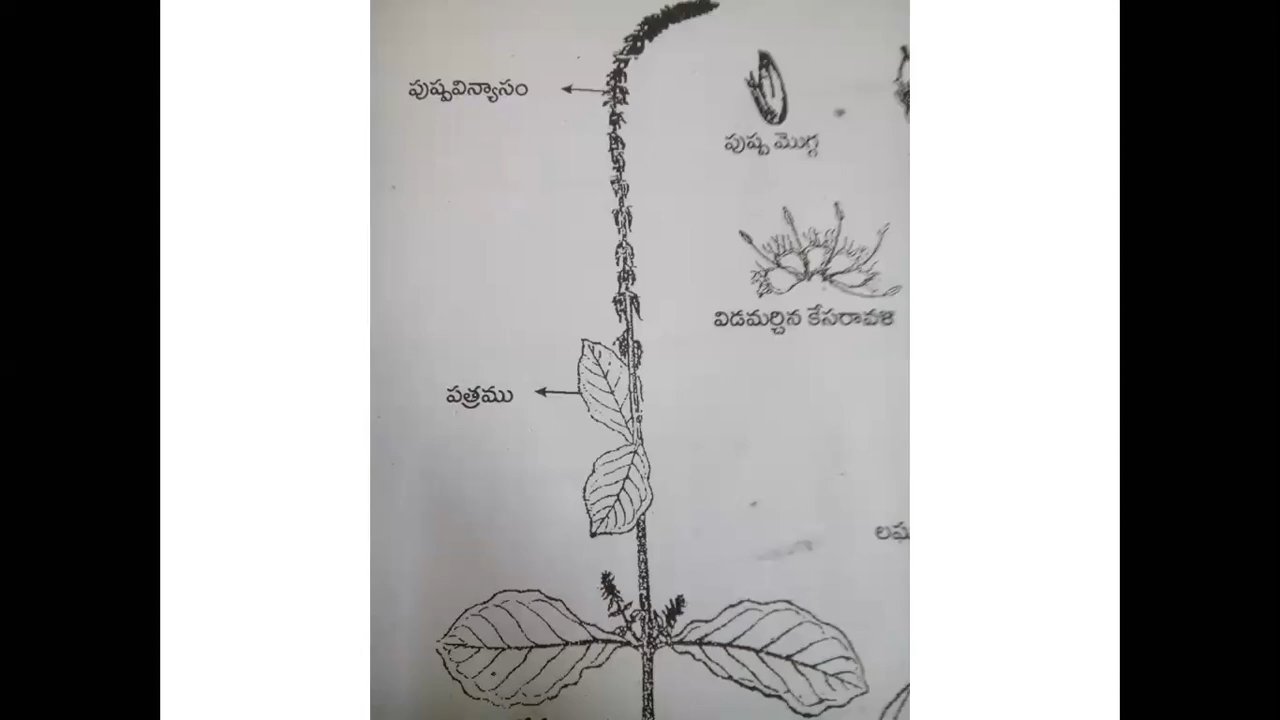 పుష్పవిన్యాసం
పుష్ప మొగ్గ
విడమర్చిన కేసరావళి
పత్రము